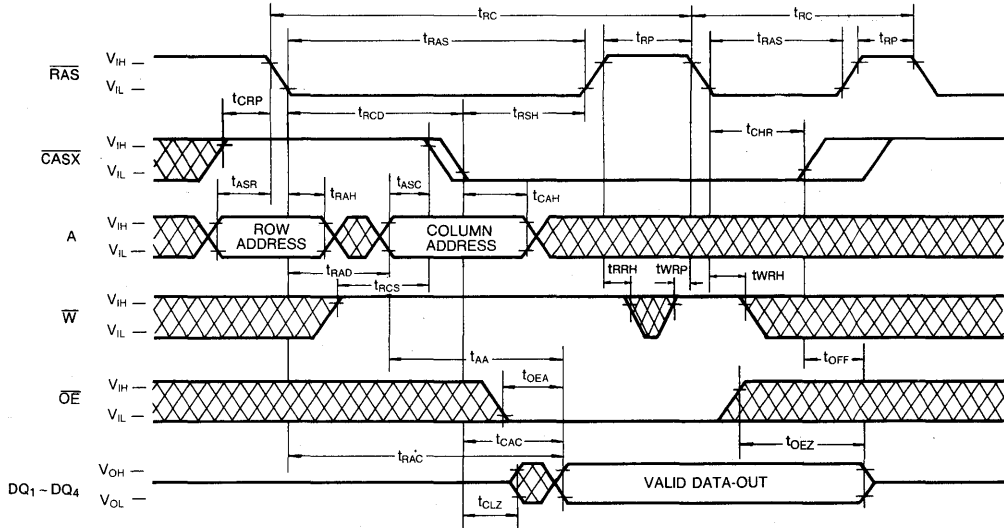 tRC tRC
tRAS tRP tRAS tRP
RAS VIH
VIL
tCRP tRCD tRSH tCHR
CASX VIH
VIL
tASR tRAH tASC tCAH
A VIH
VIL
ROW ADDRESS
COLUMN ADDRESS
tRAD tRRH tWRP tWRH
tRCS
W VIH
VIL
tAA tOFF
tOEA
OE VIH
VIL
tCAC tOEZ
tRAC
DQ1 ~ DQ4 VOH
VOL
VALID DATA-OUT
tCLZ